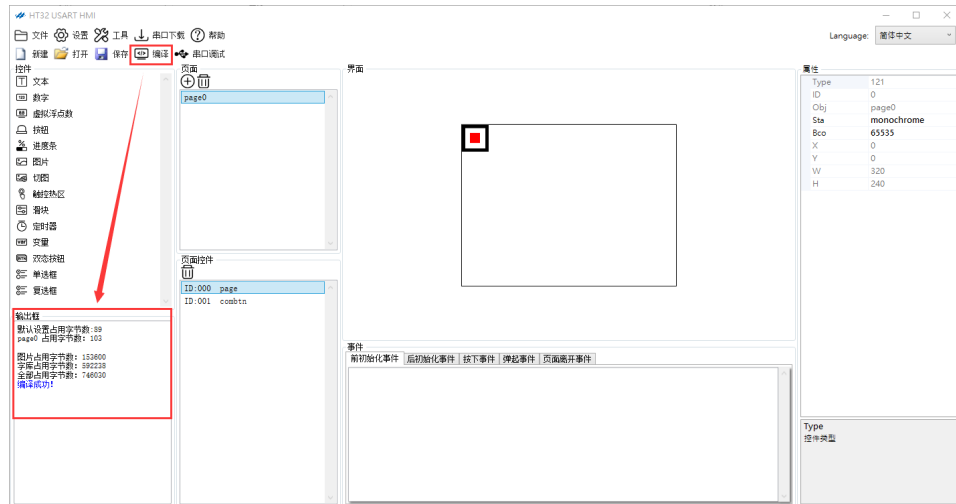 HT32 USART HMI
文件 设置 工具 串口下载 帮助
Language: 简体中文
新建 打开 保存 编译 串口调试
控件
文本
数字
虚拟浮点数
按钮
进度条
图片
切图
触控热区
滑块
定时器
变量
双态按钮
单选框
复选框
输出框
默认设置占用字节数:89
page0 占用字节数: 103
图片占用字节数: 153600
字库占用字节数: 592238
全部占用字节数: 746030
编译成功!
页面
page0
页面控件
ID:000 page
ID:001 combtn
界面
事件
前初始化事件 后初始化事件 按下事件 弹起事件 页面离开事件
属性
Type 121
ID 0
Obj page0
Sta monochrome
Bco 65535
X 0
Y 0
W 320
H 240
Type
控件类型